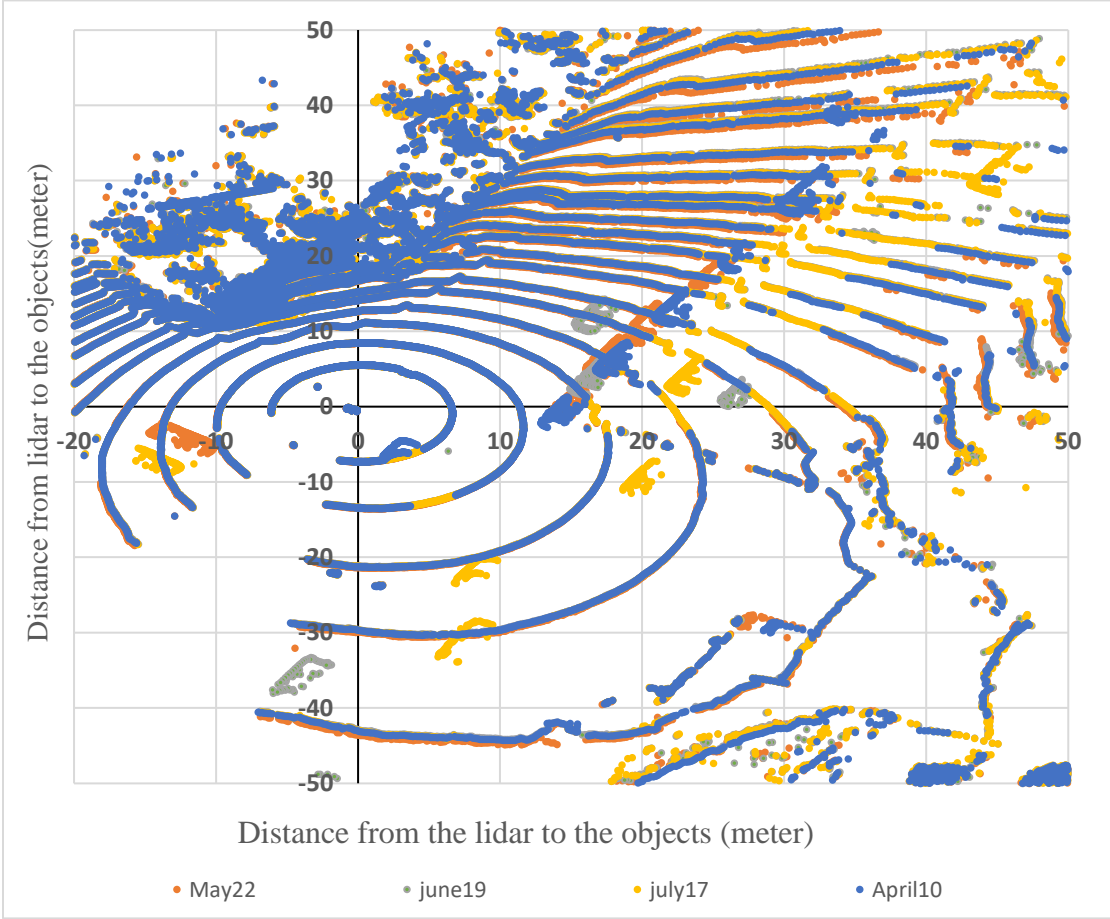 50
40
30
20
10
0
-20 -10 0 10 20 30 40 50
-10
-20
-30
-40
-50
Distance from lidar to the objects(meter)
Distance from the lidar to the objects (meter)
May22 june19 july17 April10